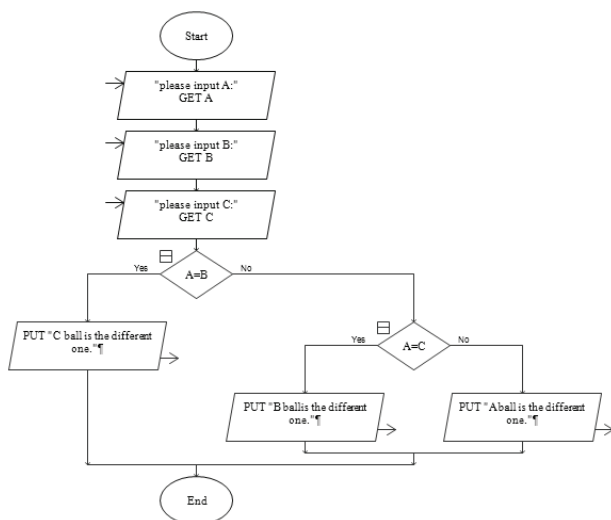 Start
"please input A:"
GET A
"please input B:"
GET B
"please input C:"
GET C
Yes
A=B
No
PUT "C ball is the different
one."¶
Yes
A=C
No
PUT "B ballis the different
one."¶
PUT "Aball is the different
one."¶
End